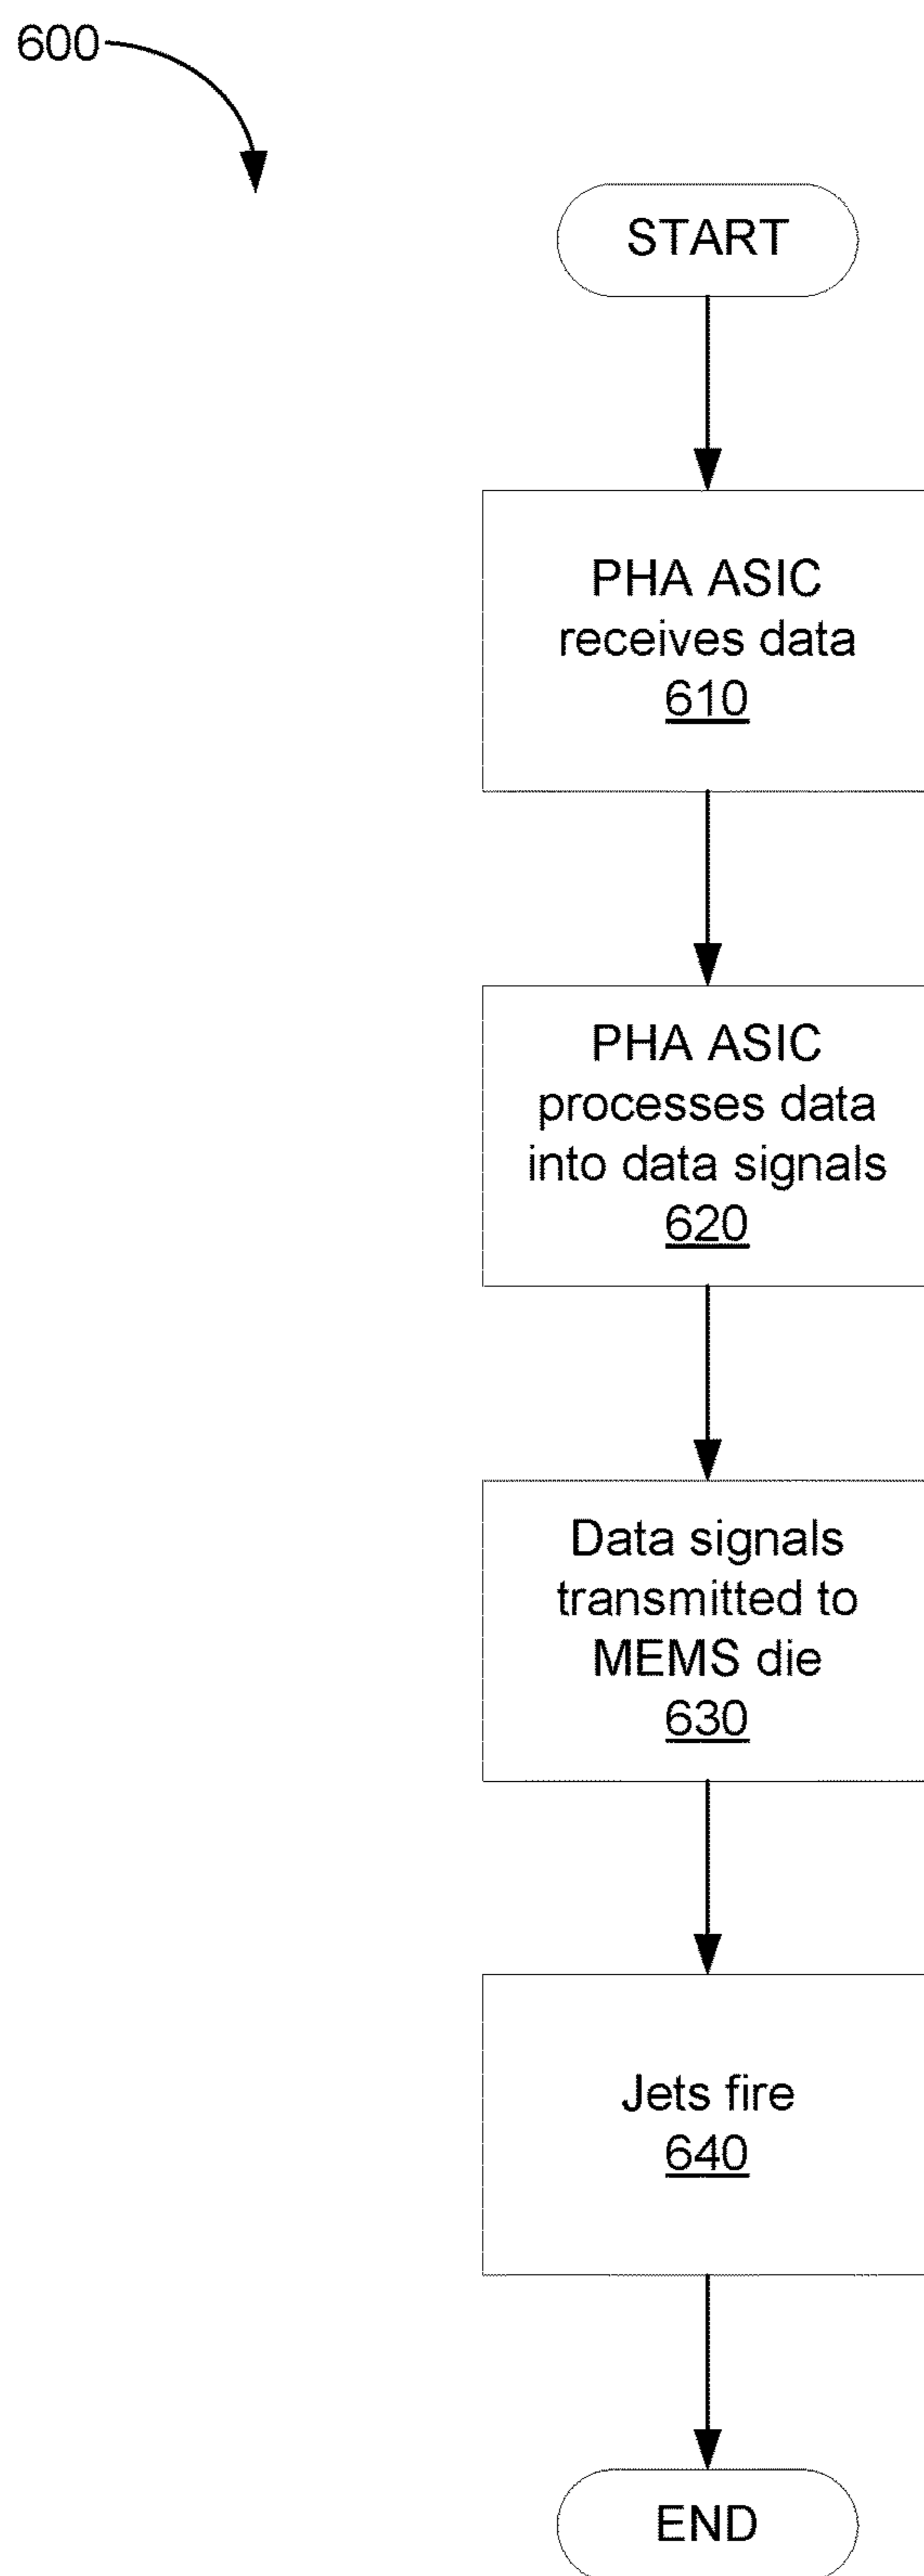 600
START
PHA ASIC
receives data
610
PHA ASIC
processes data
into data signals
620
Data signals
transmitted to
MEMS die
630
Jets fire
640
END